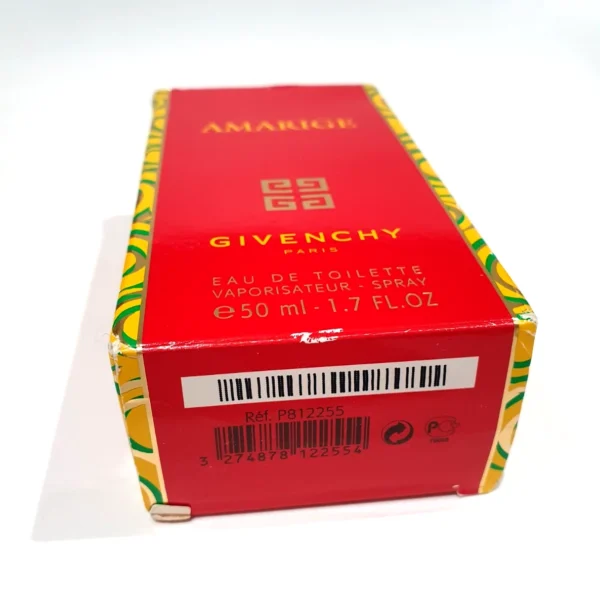 AMARIGE
GIVENCHY
PARIS
EAU DE TOILETTE
VAPORISATEUR - SPRAY
℮50 ml - 1.7 FL.OZ
Réf. P812255
3 274878 122554